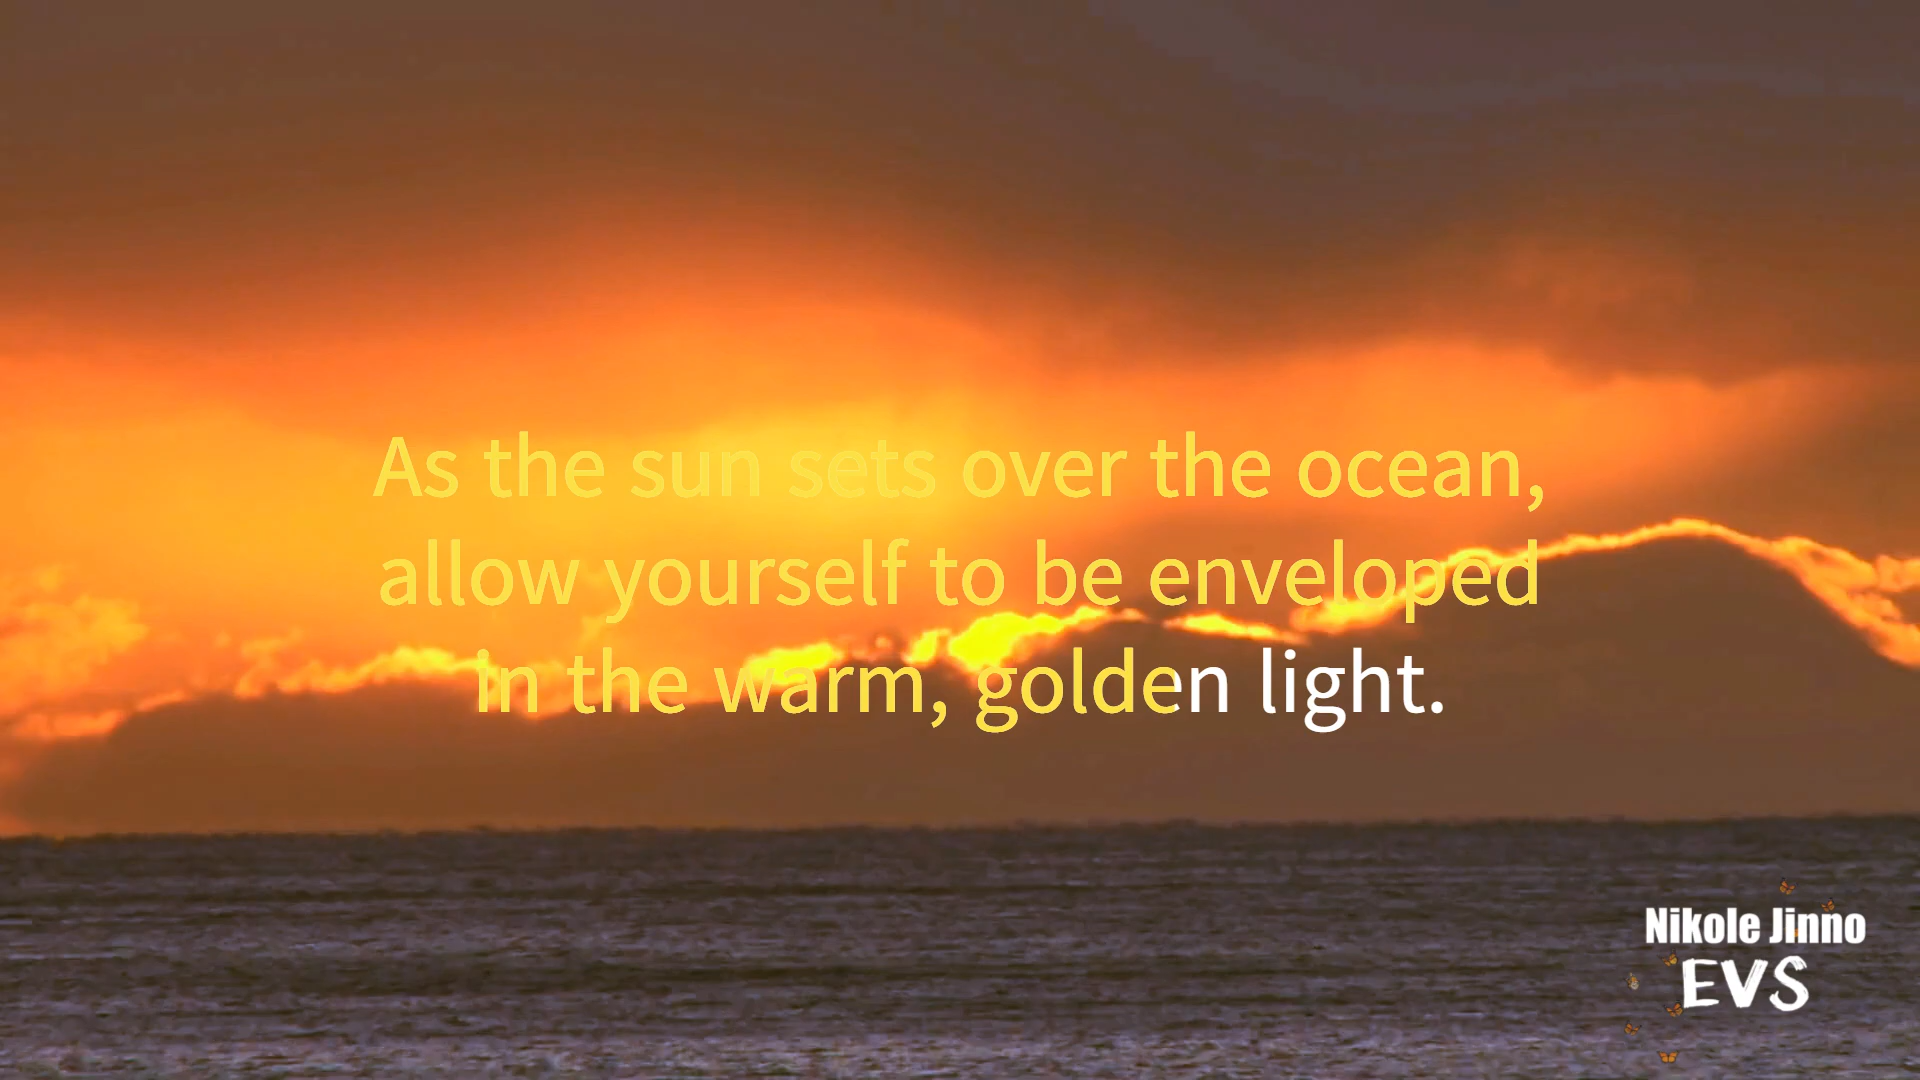 As the sun sets over the ocean,
allow yourself to be enveloped
in the warm, golden light.
Nikole Jinno
EVS